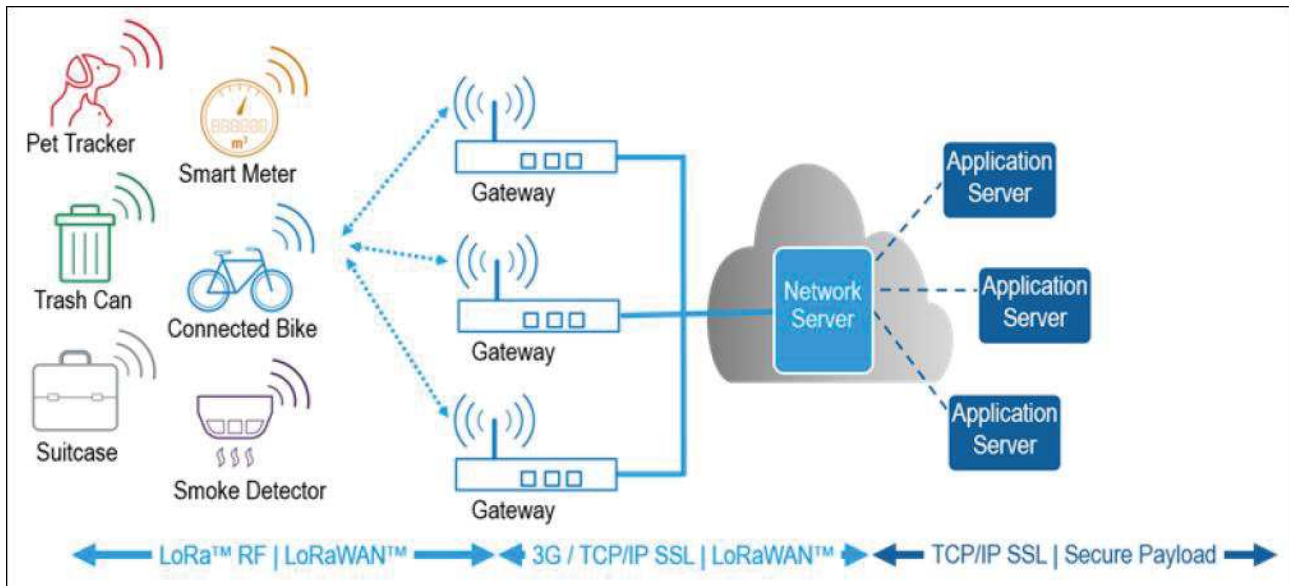 Pet Tracker
Smart Meter
m³
Trash Can
Connected Bike
Suitcase
Smoke Detector
Gateway
Gateway
Gateway
Network
Server
Application
Server
Application
Server
Application
Server
LoRa™ RF | LoRaWAN™
3G / TCP/IP SSL | LoRaWAN™
TCP/IP SSL | Secure Payload